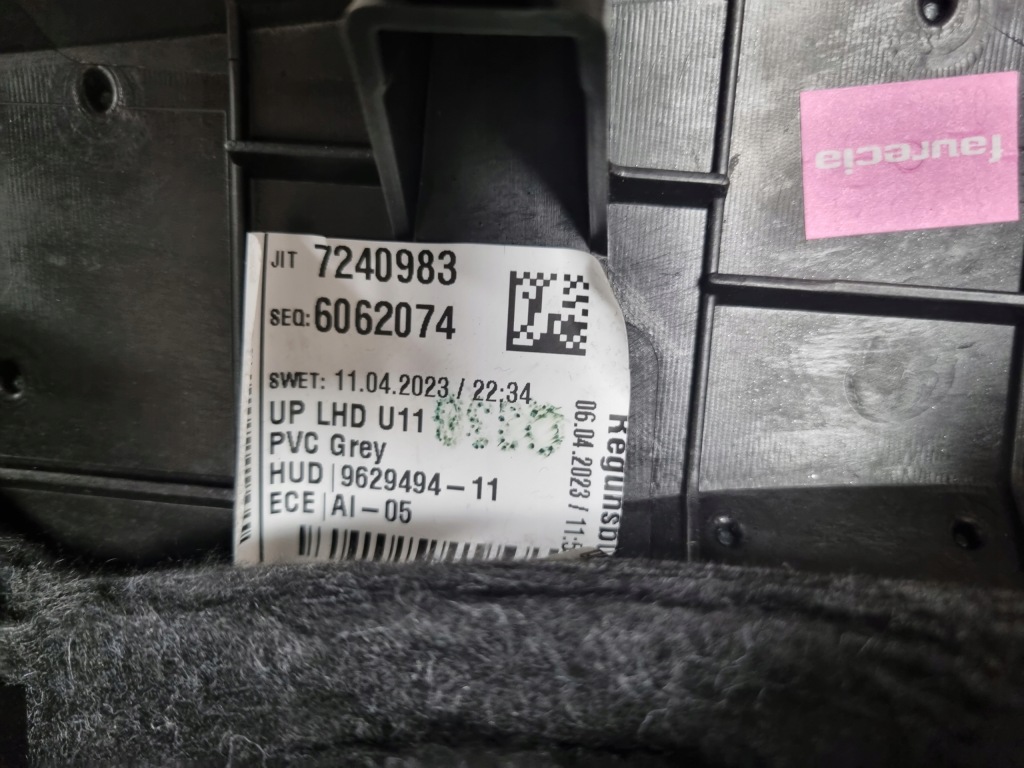 JIT 7240983
SEQ: 6062074
SWET: 11.04.2023 / 22:34
UP LHD U11
PVC Grey
HUD | 9629494-11
ECE | AI-05
06.04.2023 / 11:5
faurecia